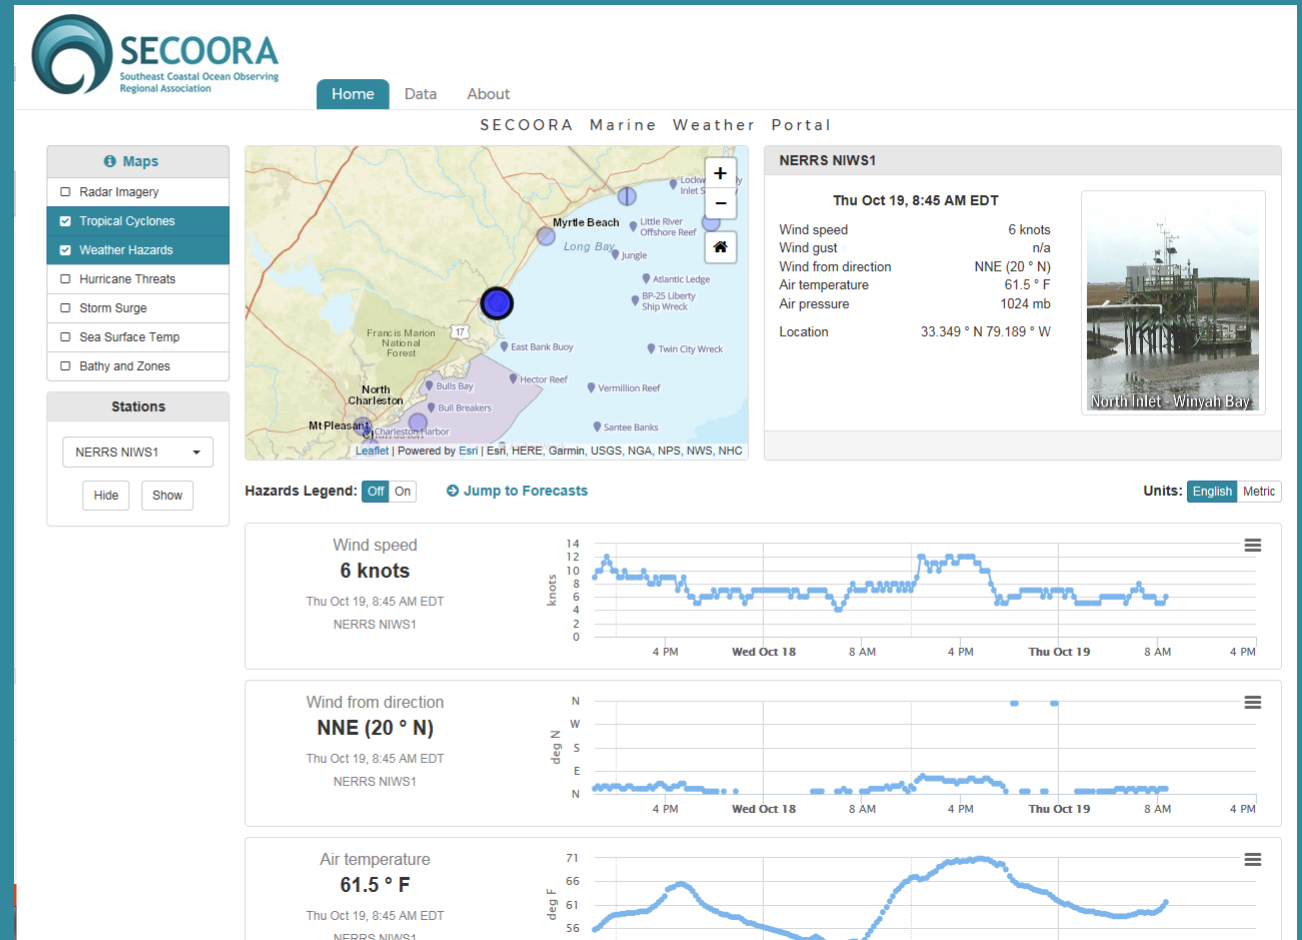 SECOORA
Southeast Coastal Ocean Observing
Regional Association
Home
Data
About
SECOORA Marine Weather Portal
Maps
Radar Imagery
Tropical Cyclones
Weather Hazards
Hurricane Threats
Storm Surge
Sea Surface Temp
Bathy and Zones
Stations
NERRS NIWS1
Hide
Show
+
−
Myrtle Beach
Long Bay
Little River
Offshore Reef
Jungle
Atlantic Ledge
BP-25 Liberty
Ship Wreck
Francis Marion
National
Forest
17
East Bank Buoy
Twin City Wreck
Hector Reef
Vermillion Reef
North
Charleston
Bulls Bay
Bull Breakers
Mt Pleasant
Charleston Harbor
Santee Banks
Leaflet | Powered by Esri | Esri, HERE, Garmin, USGS, NGA, NPS, NWS, NHC
NERRS NIWS1
Thu Oct 19, 8:45 AM EDT
Wind speed 6 knots
Wind gust n/a
Wind from direction NNE (20 ° N)
Air temperature 61.5 ° F
Air pressure 1024 mb
Location 33.349 ° N 79.189 ° W
North Inlet - Winyah Bay
Hazards Legend: Off On
Jump to Forecasts
Units: English Metric
Wind speed
6 knots
Thu Oct 19, 8:45 AM EDT
NERRS NIWS1
knots
14
12
10
8
6
4
2
0
4 PM Wed Oct 18 8 AM 4 PM Thu Oct 19 8 AM 4 PM
Wind from direction
NNE (20 ° N)
Thu Oct 19, 8:45 AM EDT
NERRS NIWS1
deg N
N
W
S
E
N
4 PM Wed Oct 18 8 AM 4 PM Thu Oct 19 8 AM 4 PM
Air temperature
61.5 ° F
Thu Oct 19, 8:45 AM EDT
NERRS NIWS1
deg F
71
66
61
56